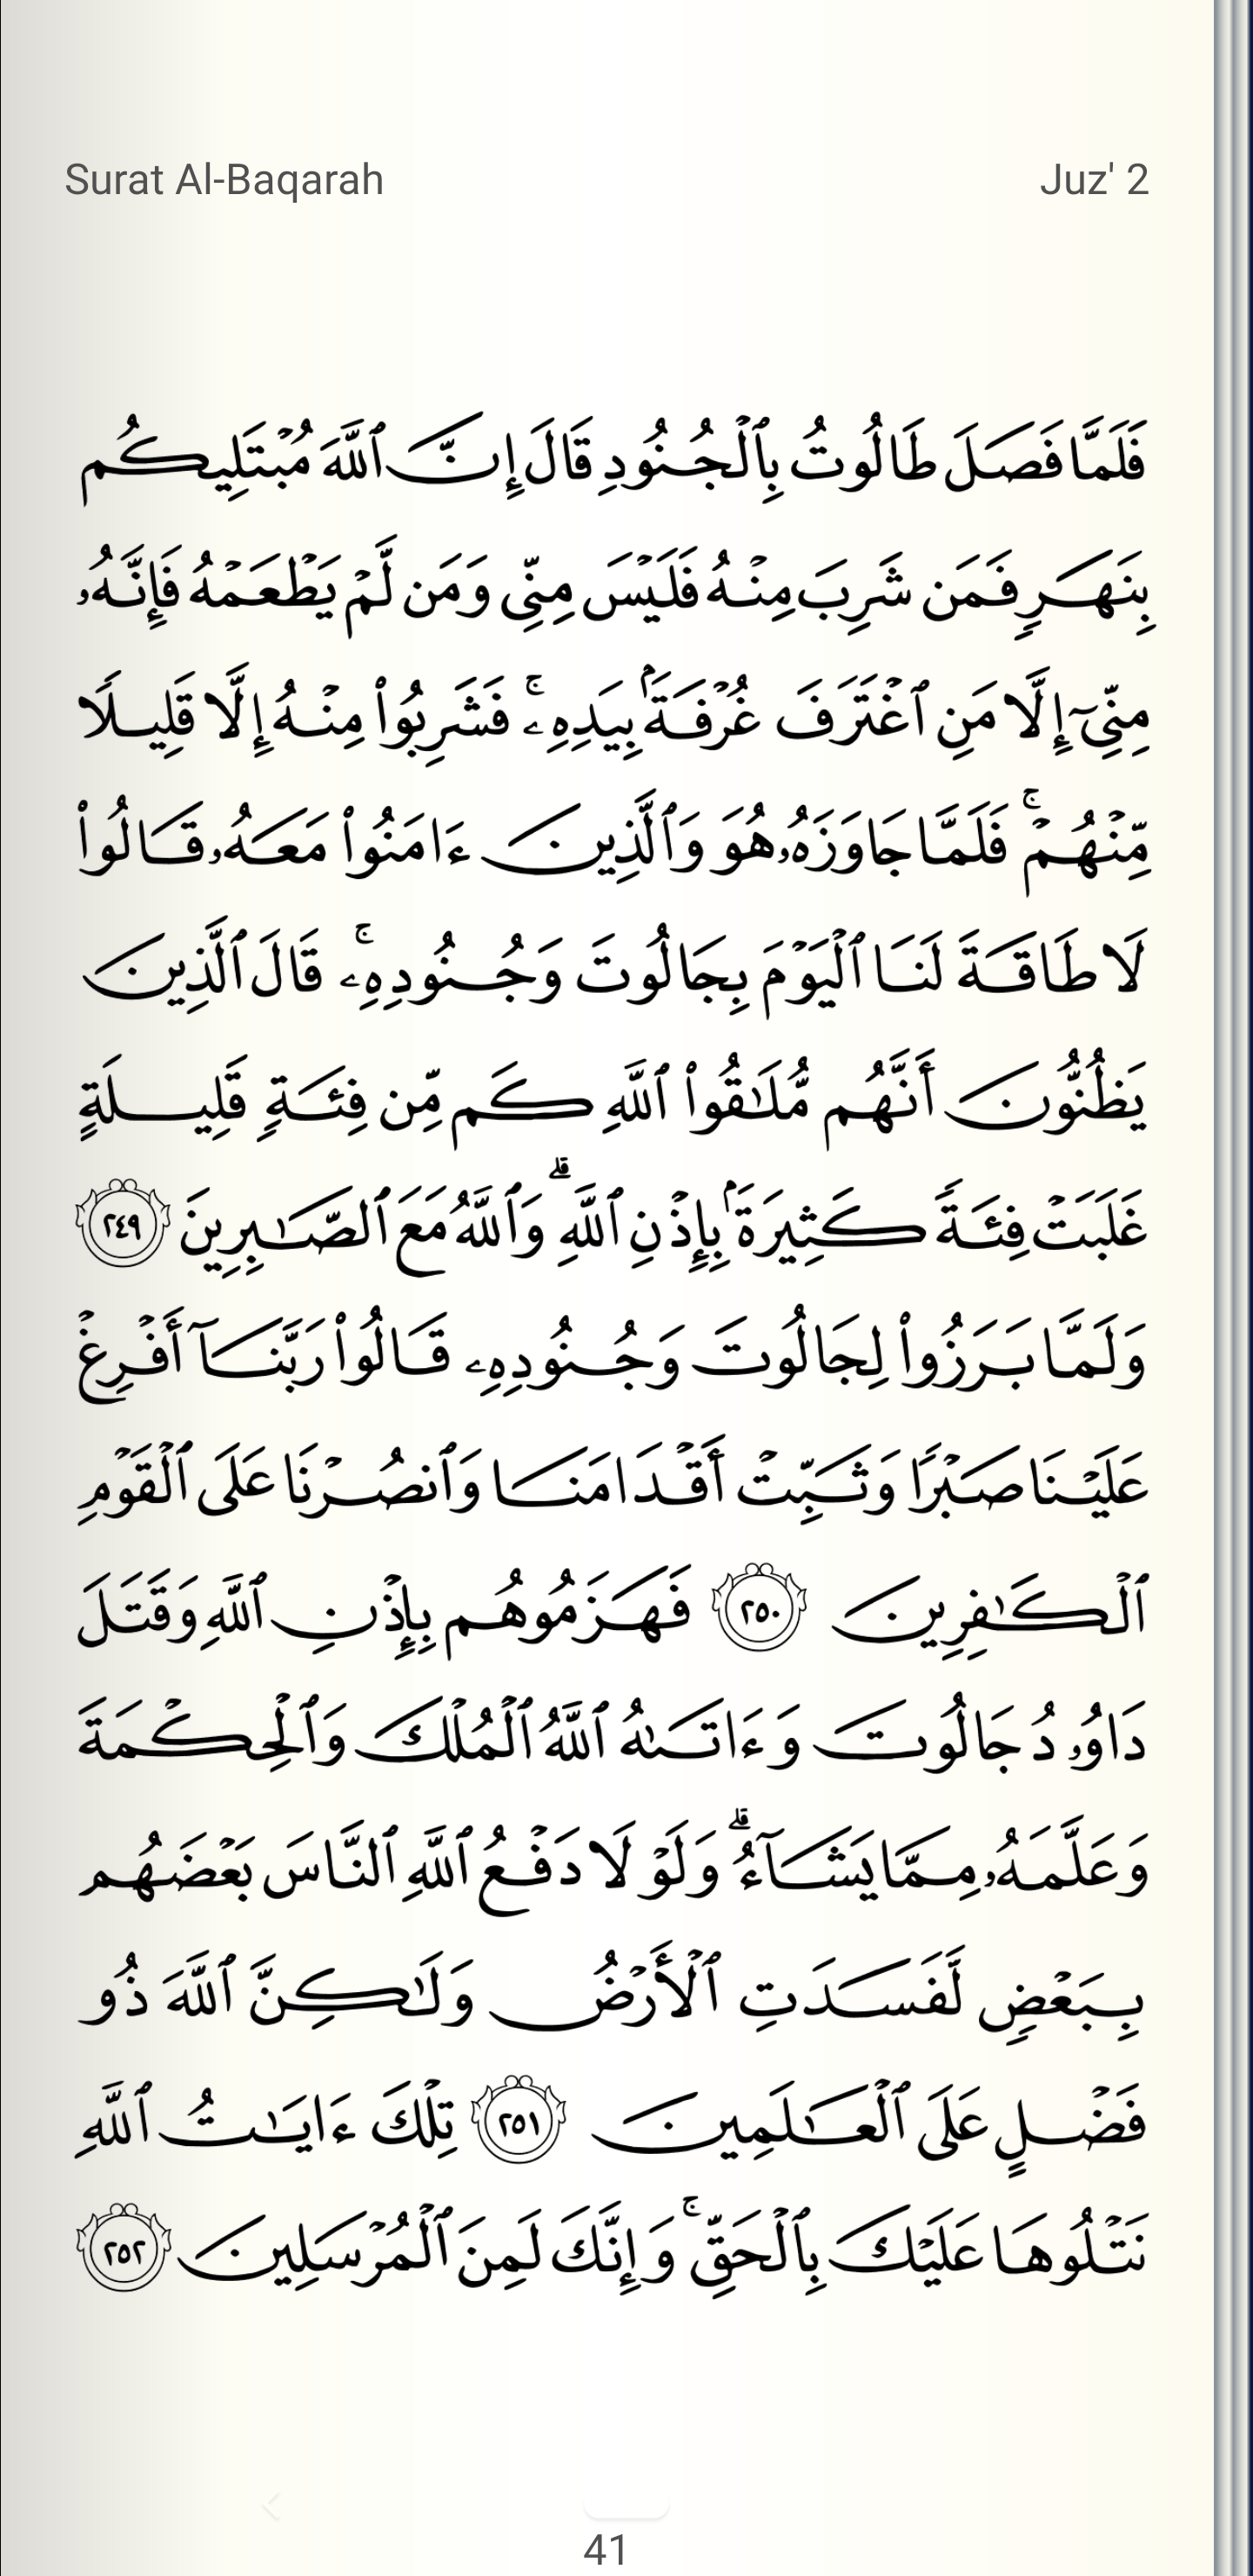 Surat Al-Baqarah
Juz' 2
فَلَمَّا فَصَلَ طَالُوتُ بِٱلۡجُنُودِ قَالَ إِنَّ ٱللَّهَ مُبۡتَلِيكُم
بِنَهَرٖ فَمَن شَرِبَ مِنۡهُ فَلَيۡسَ مِنِّي وَمَن لَّمۡ يَطۡعَمۡهُ فَإِنَّهُۥ
مِنِّيٓ إِلَّا مَنِ ٱغۡتَرَفَ غُرۡفَةَۢ بِيَدِهِۦۚ فَشَرِبُواْ مِنۡهُ إِلَّا قَلِيلٗا
مِّنۡهُمۡۚ فَلَمَّا جَاوَزَهُۥ هُوَ وَٱلَّذِينَ ءَامَنُواْ مَعَهُۥ قَالُواْ
لَا طَاقَةَ لَنَا ٱلۡيَوۡمَ بِجَالُوتَ وَجُنُودِهِۦۚ قَالَ ٱلَّذِينَ
يَظُنُّونَ أَنَّهُم مُّلَٰقُواْ ٱللَّهِ كَم مِّن فِئَةٖ قَلِيلَةٍ
غَلَبَتۡ فِئَةٗ كَثِيرَةَۢ بِإِذۡنِ ٱللَّهِۗ وَٱللَّهُ مَعَ ٱلصَّٰبِرِينَ ٢٤٩
وَلَمَّا بَرَزُواْ لِجَالُوتَ وَجُنُودِهِۦ قَالُواْ رَبَّنَآ أَفۡرِغۡ
عَلَيۡنَا صَبۡرٗا وَثَبِّتۡ أَقۡدَامَنَا وَٱنصُرۡنَا عَلَى ٱلۡقَوۡمِ
ٱلۡكَٰفِرِينَ ٢٥٠ فَهَزَمُوهُم بِإِذۡنِ ٱللَّهِ وَقَتَلَ
دَاوُۥدُ جَالُوتَ وَءَاتَىٰهُ ٱللَّهُ ٱلۡمُلۡكَ وَٱلۡحِكۡمَةَ
وَعَلَّمَهُۥ مِمَّا يَشَآءُۗ وَلَوۡلَا دَفۡعُ ٱللَّهِ ٱلنَّاسَ بَعۡضَهُم
بِبَعۡضٖ لَّفَسَدَتِ ٱلۡأَرۡضُ وَلَٰكِنَّ ٱللَّهَ ذُو
فَضۡلٍ عَلَى ٱلۡعَٰلَمِينَ ٢٥١ تِلۡكَ ءَايَٰتُ ٱللَّهِ
نَتۡلُوهَا عَلَيۡكَ بِٱلۡحَقِّۚ وَإِنَّكَ لَمِنَ ٱلۡمُرۡسَلِينَ ٢٥٢
41